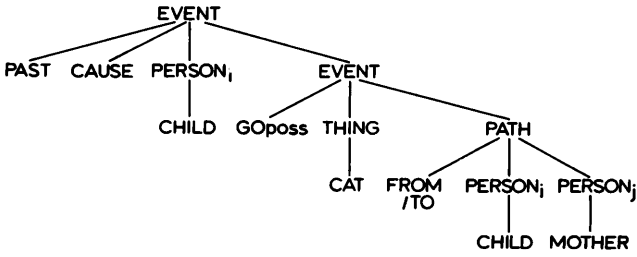 EVENT
PAST CAUSE PERSONi EVENT
CHILD GOposs THING PATH
CAT FROM PERSONi PERSONj
/TO
CHILD MOTHER